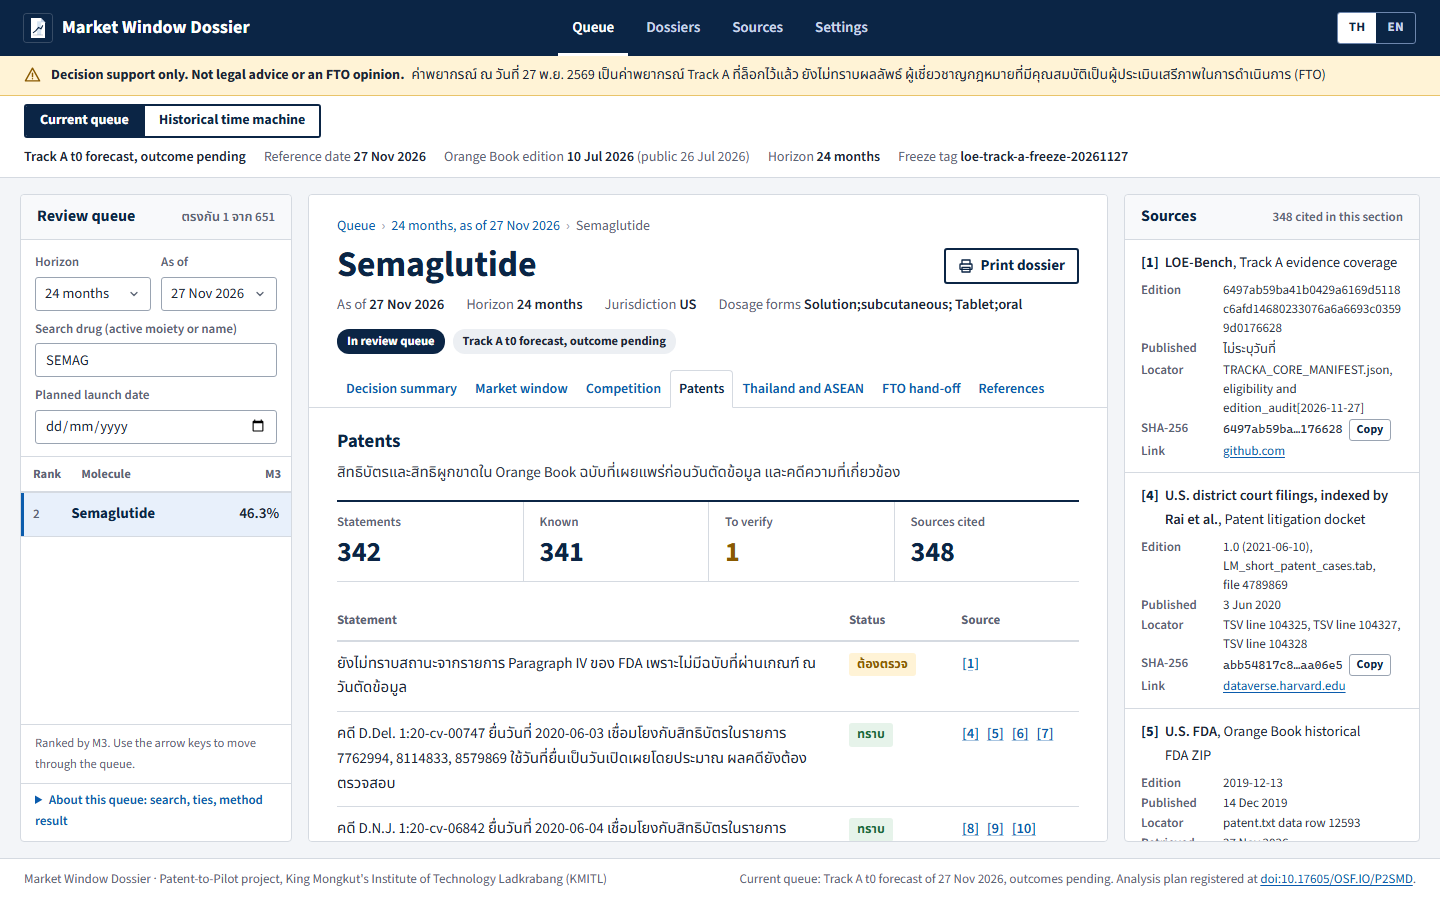 Market Window Dossier
Queue
Dossiers
Sources
Settings
TH
EN
Decision support only. Not legal advice or an FTO opinion. ค่าพยากรณ์ ณ วันที่ 27 พ.ย. 2569 เป็นค่าพยากรณ์ Track A ที่ล็อกไว้แล้ว ยังไม่ทราบผลลัพธ์ ผู้เชี่ยวชาญกฎหมายที่มีคุณสมบัติเป็นผู้ประเมินเสรีภาพในการดำเนินการ (FTO)
Current queue
Historical time machine
Track A t0 forecast, outcome pending
Reference date 27 Nov 2026
Orange Book edition 10 Jul 2026 (public 26 Jul 2026)
Horizon 24 months
Freeze tag loe-track-a-freeze-20261127
Review queue
ตรงกัน 1 จาก 651
Horizon
As of
24 months
27 Nov 2026
Search drug (active moiety or name)
SEMAG
Planned launch date
dd/mm/yyyy
Rank
Molecule
M3
2
Semaglutide
46.3%
Ranked by M3. Use the arrow keys to move
through the queue.
About this queue: search, ties, method
result
Queue › 24 months, as of 27 Nov 2026 › Semaglutide
Semaglutide
Print dossier
As of 27 Nov 2026
Horizon 24 months
Jurisdiction US
Dosage forms Solution;subcutaneous; Tablet;oral
In review queue
Track A t0 forecast, outcome pending
Decision summary
Market window
Competition
Patents
Thailand and ASEAN
FTO hand-off
References
Patents
สิทธิบัตรและสิทธิผูกขาดใน Orange Book ฉบับที่เผยแพร่ก่อนวันตัดข้อมูล และคดีความที่เกี่ยวข้อง
Statements
Known
To verify
Sources cited
342
341
1
348
Statement
Status
Source
ยังไม่ทราบสถานะจากรายการ Paragraph IV ของ FDA เพราะไม่มีฉบับที่ผ่านเกณฑ์ ณ
วันตัดข้อมูล
ต้องตรวจ
[1]
คดี D.Del. 1:20-cv-00747 ยื่นวันที่ 2020-06-03 เชื่อมโยงกับสิทธิบัตรในรายการ
7762994, 8114833, 8579869 ใช้วันที่ยื่นเป็นวันเปิดเผยโดยประมาณ ผลคดียังต้อง
ตรวจสอบ
ทราบ
[4] [5] [6] [7]
คดี D.N.J. 1:20-cv-06842 ยื่นวันที่ 2020-06-04 เชื่อมโยงกับสิทธิบัตรในรายการ
ทราบ
[8] [9] [10]
Sources
348 cited in this section
[1] LOE-Bench, Track A evidence coverage
Edition
6497ab59ba41b0429a6169d5118
c6afd14680233076a6a6693c0359
9d0176628
Published
ไม่ระบุวันที่
Locator
TRACKA_CORE_MANIFEST.json,
eligibility and
edition_audit[2026-11-27]
SHA-256
6497ab59ba…176628
Copy
Link
github.com
[4] U.S. district court filings, indexed by
Rai et al., Patent litigation docket
Edition
1.0 (2021-06-10),
LM_short_patent_cases.tab,
file 4789869
Published
3 Jun 2020
Locator
TSV line 104325, TSV line 104327,
TSV line 104328
SHA-256
abb54817c8…aa06e5
Copy
Link
dataverse.harvard.edu
[5] U.S. FDA, Orange Book historical
FDA ZIP
Edition
2019-12-13
Published
14 Dec 2019
Locator
patent.txt data row 12593
Market Window Dossier · Patent-to-Pilot project, King Mongkut's Institute of Technology Ladkrabang (KMITL)
Current queue: Track A t0 forecast of 27 Nov 2026, outcomes pending. Analysis plan registered at doi:10.17605/OSF.IO/P2SMD.